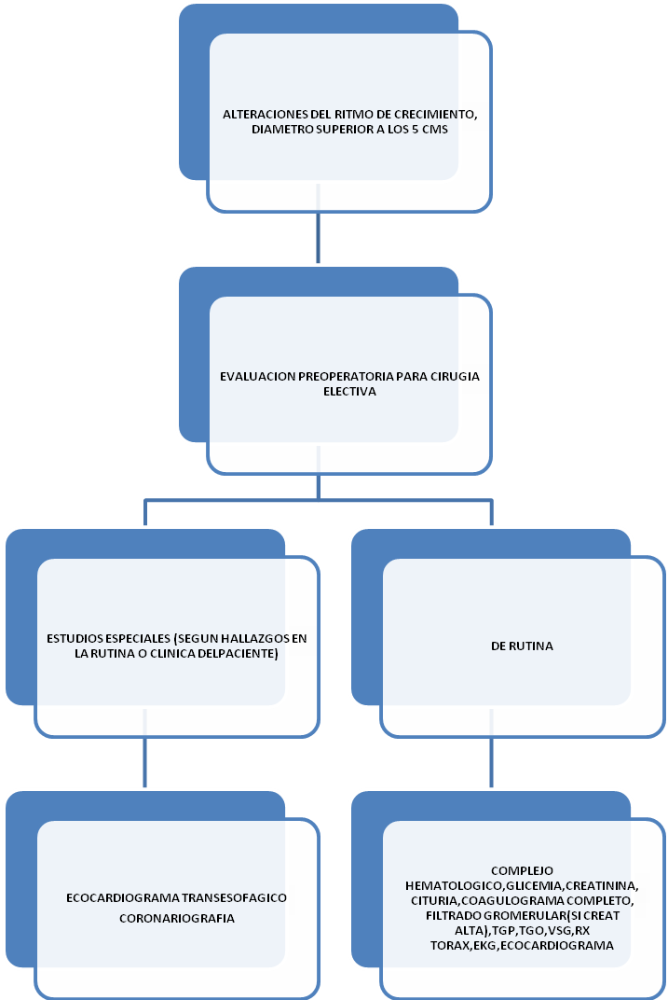 ALTERACIONES DEL RITMO DE CRECIMIENTO,
DIAMETRO SUPERIOR A LOS 5 CMS
EVALUACION PREOPERATORIA PARA CIRUGIA
ELECTIVA
ESTUDIOS ESPECIALES (SEGUN HALLAZGOS EN
LA RUTINA O CLINICA DELPACIENTE)
DE RUTINA
ECOCARDIOGRAMA TRANSESOFAGICO
CORONARIOGRAFIA
COMPLEJO
HEMATOLOGICO,GLICEMIA,CREATININA,
CITURIA,COAGULOGRAMA COMPLETO,
FILTRADO GROMERULAR(SI CREAT
ALTA),TGP,TGO,VSG,RX
TORAX,EKG,ECOCARDIOGRAMA